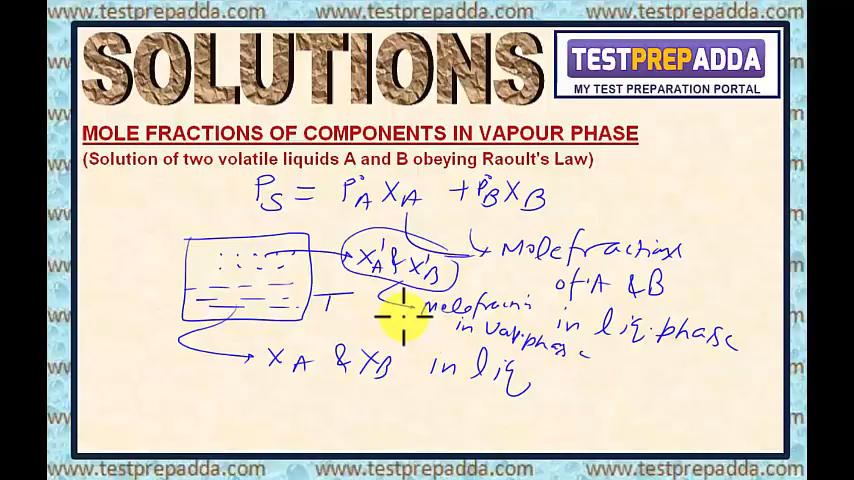 www.testprepadda.com www.testprepadda.com www.testprepadda.com
SOLUTIONS
TESTPREPADDA
MY TEST PREPARATION PORTAL
MOLE FRACTIONS OF COMPONENTS IN VAPOUR PHASE
(Solution of two volatile liquids A and B obeying Raoult's Law)
PS = P°A XA + P°B XB
X'A & X'B
Molefractions
of A & B
in liq. phase
Molefracns
in Vap. phase
T
XA & XB in liq
www.testprepadda.com www.testprepadda.com www.testprepadda.com